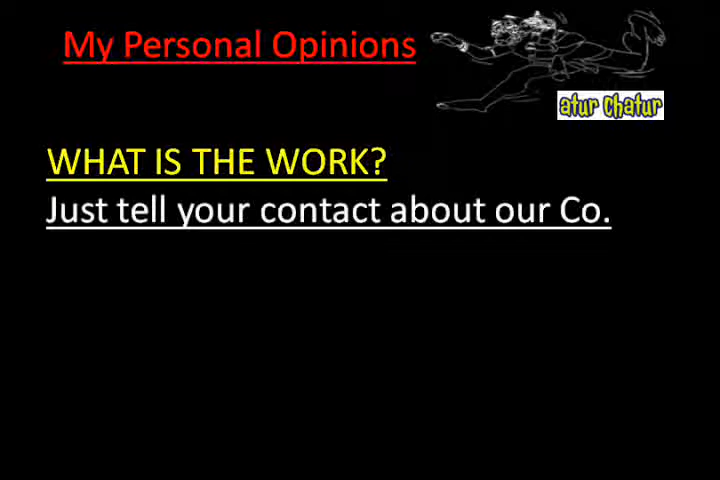 My Personal Opinions
atur chatur
WHAT IS THE WORK?
Just tell your contact about our Co.